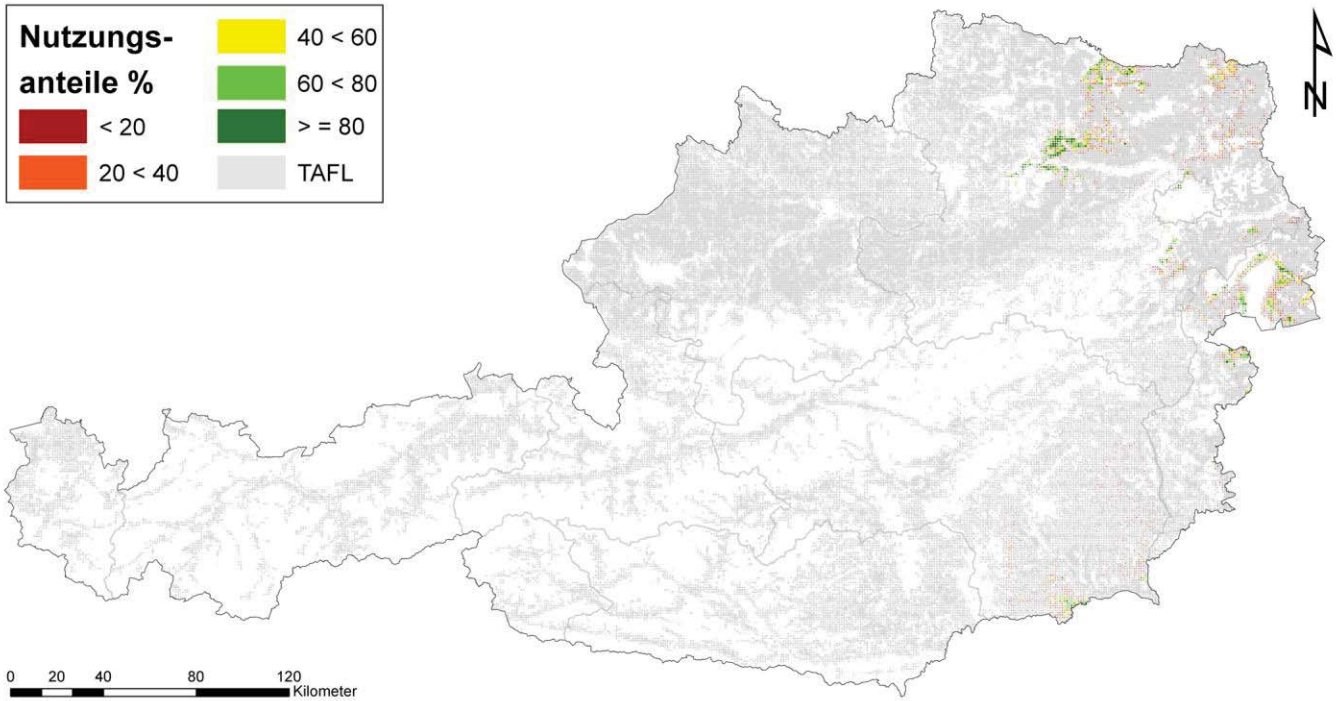 Nutzungs-
anteile %
< 20
20 < 40
40 < 60
60 < 80
> = 80
TAFL
N
0 20 40 80 120
Kilometer